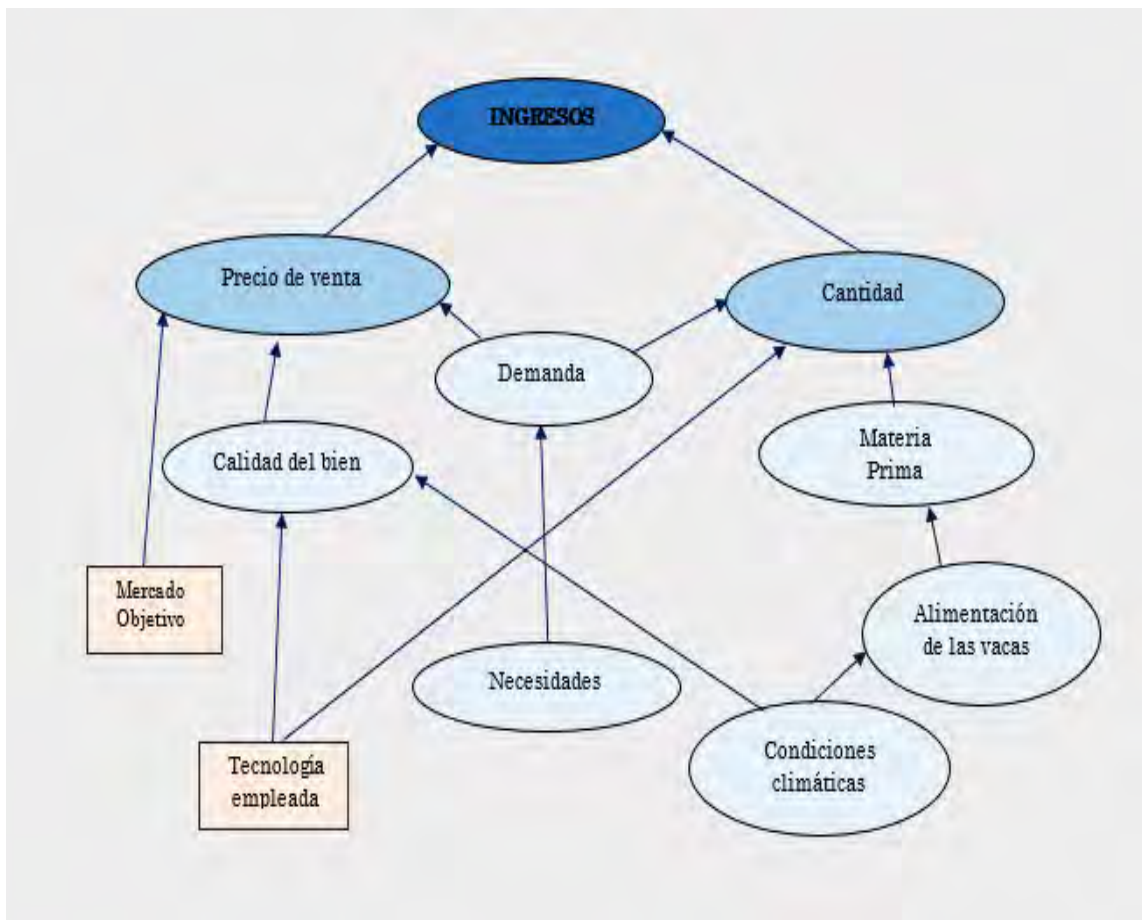 INGRESOS
Precio de venta
Cantidad
Demanda
Calidad del bien
Materia
Prima
Mercado
Objetivo
Alimentación
de las vacas
Necesidades
Tecnología
empleada
Condiciones
climáticas